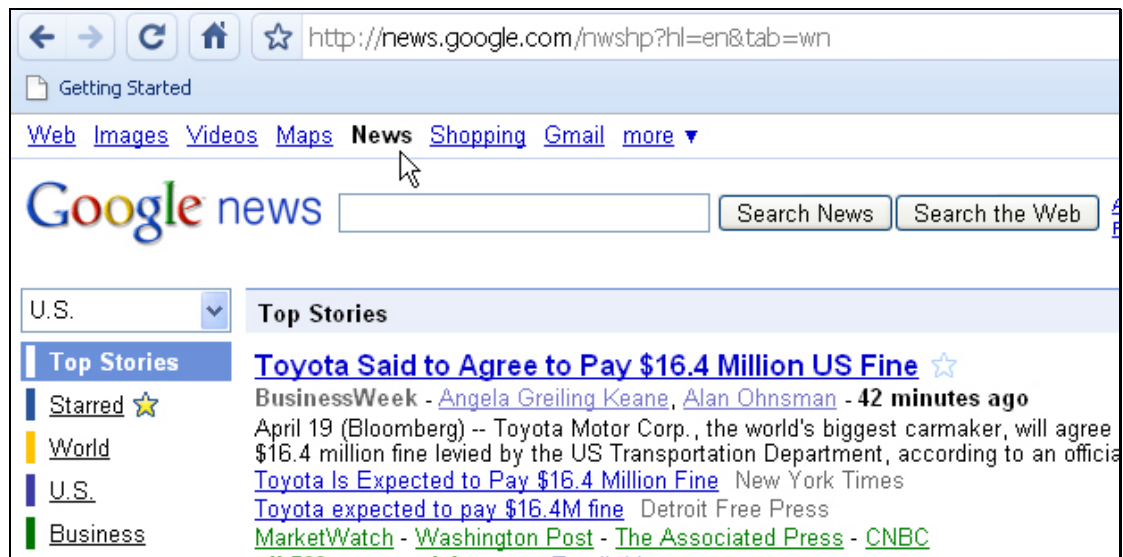 http://news.google.com/nwshp?hl=en&tab=wn
Getting Started
Web Images Videos Maps News Shopping Gmail more ▼
Google news Search News Search the Web
U.S. Top Stories
Top Stories
Toyota Said to Agree to Pay $16.4 Million US Fine
Starred
BusinessWeek - Angela Greiling Keane, Alan Ohnsman - 42 minutes ago
April 19 (Bloomberg) -- Toyota Motor Corp., the world's biggest carmaker, will agree
World
$16.4 million fine levied by the US Transportation Department, according to an officia
Toyota Is Expected to Pay $16.4 Million Fine New York Times
U.S.
Toyota expected to pay $16.4M fine Detroit Free Press
Business
MarketWatch - Washington Post - The Associated Press - CNBC